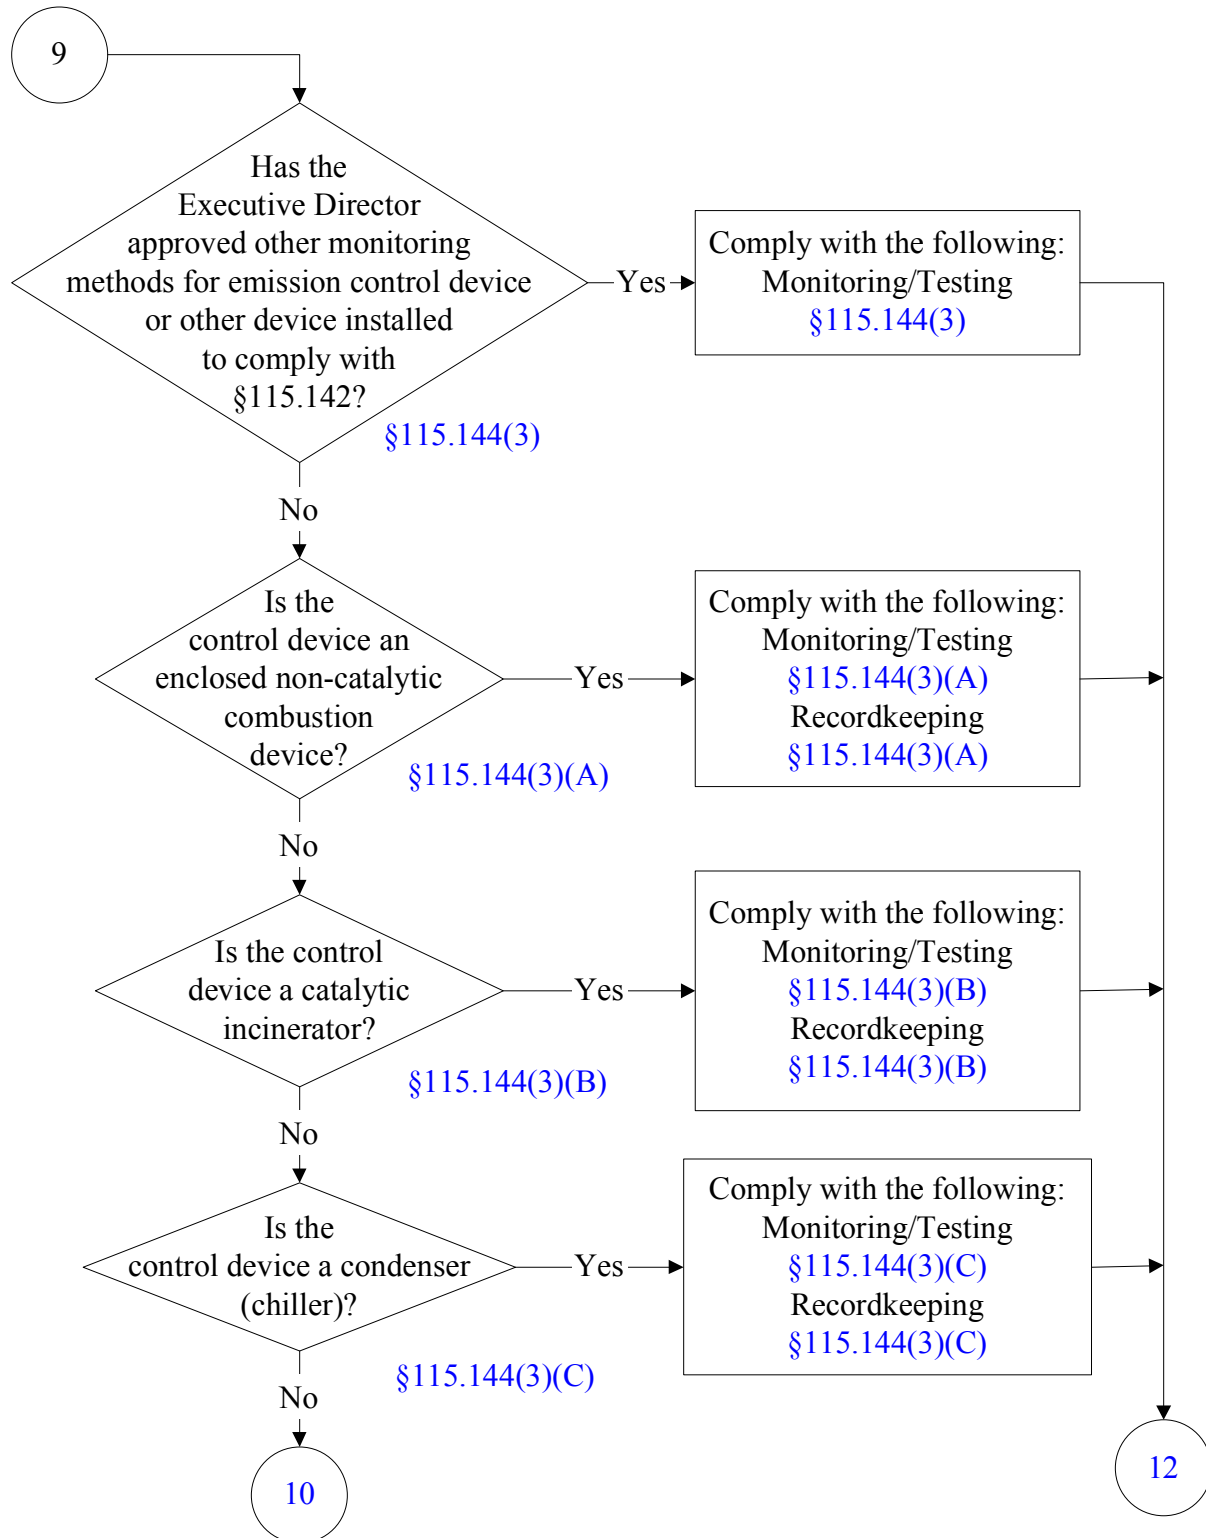 9
Has the
Executive Director
approved other monitoring
methods for emission control device
or other device installed
to comply with
§115.142?
§115.144(3)
Yes
Comply with the following:
Monitoring/Testing
§115.144(3)
No
Is the
control device an
enclosed non-catalytic
combustion
device?
§115.144(3)(A)
Yes
Comply with the following:
Monitoring/Testing
§115.144(3)(A)
Recordkeeping
§115.144(3)(A)
No
Is the control
device a catalytic
incinerator?
§115.144(3)(B)
Yes
Comply with the following:
Monitoring/Testing
§115.144(3)(B)
Recordkeeping
§115.144(3)(B)
No
Is the
control device a condenser
(chiller)?
§115.144(3)(C)
Yes
Comply with the following:
Monitoring/Testing
§115.144(3)(C)
Recordkeeping
§115.144(3)(C)
No
10
12